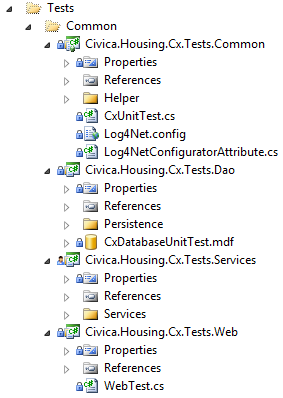 Tests
Common
Civica.Housing.Cx.Tests.Common
Properties
References
Helper
CxUnitTest.cs
Log4Net.config
Log4NetConfiguratorAttribute.cs
Civica.Housing.Cx.Tests.Dao
Properties
References
Persistence
CxDatabaseUnitTest.mdf
Civica.Housing.Cx.Tests.Services
Properties
References
Services
Civica.Housing.Cx.Tests.Web
Properties
References
WebTest.cs